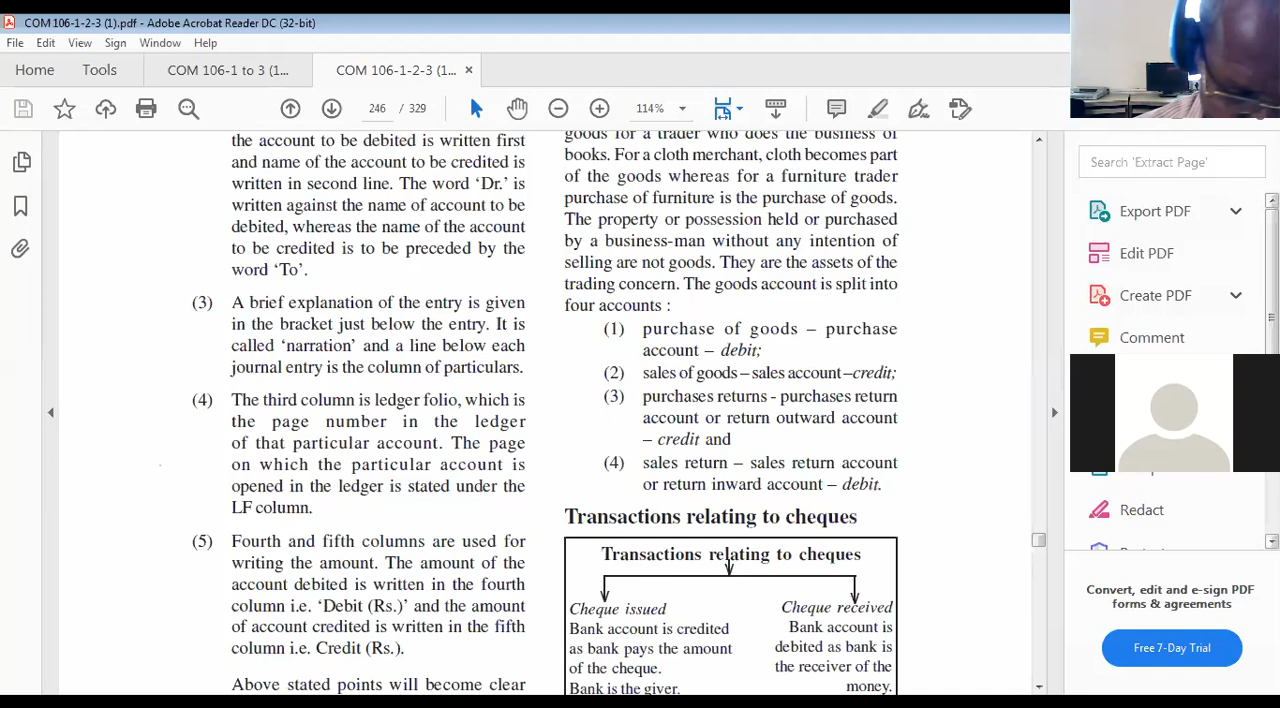 COM 106-1-2-3 (1).pdf - Adobe Acrobat Reader DC (32-bit)
File Edit View Sign Window Help
Home Tools COM 106-1 to 3 (1... COM 106-1-2-3 (1... ×
246 / 328 114%
the account to be debited is written first
and name of the account to be credited is
written in second line. The word ‘Dr.’ is
written against the name of account to be
debited, whereas the name of the account
to be credited is to be preceded by the
word ‘To’.
(3) A brief explanation of the entry is given
in the bracket just below the entry. It is
called ‘narration’ and a line below each
journal entry is the column of particulars.
(4) The third column is ledger folio, which is
the page number in the ledger
of that particular account. The page
on which the particular account is
opened in the ledger is stated under the
LF column.
(5) Fourth and fifth columns are used for
writing the amount. The amount of the
account debited is written in the fourth
column i.e. ‘Debit (Rs.)’ and the amount
of account credited is written in the fifth
column i.e. Credit (Rs.).
Above stated points will become clear
goods for a trader who does the business of
books. For a cloth merchant, cloth becomes part
of the goods whereas for a furniture trader
purchase of furniture is the purchase of goods.
The property or possession held or purchased
by a business-man without any intention of
selling are not goods. They are the assets of the
trading concern. The goods account is split into
four accounts :
(1) purchase of goods – purchase
account – debit;
(2) sales of goods – sales account –credit;
(3) purchases returns - purchases return
account or return outward account
– credit and
(4) sales return – sales return account
or return inward account – debit.
Transactions relating to cheques
Transactions relating to cheques
Cheque issued
Bank account is credited
as bank pays the amount
of the cheque.
Bank is the giver.
Cheque received
Bank account is
debited as bank is
the receiver of the
money.
Search 'Extract Page'
Export PDF
Edit PDF
Create PDF
Comment
Redact
Convert, edit and e-sign PDF
forms & agreements
Free 7-Day Trial